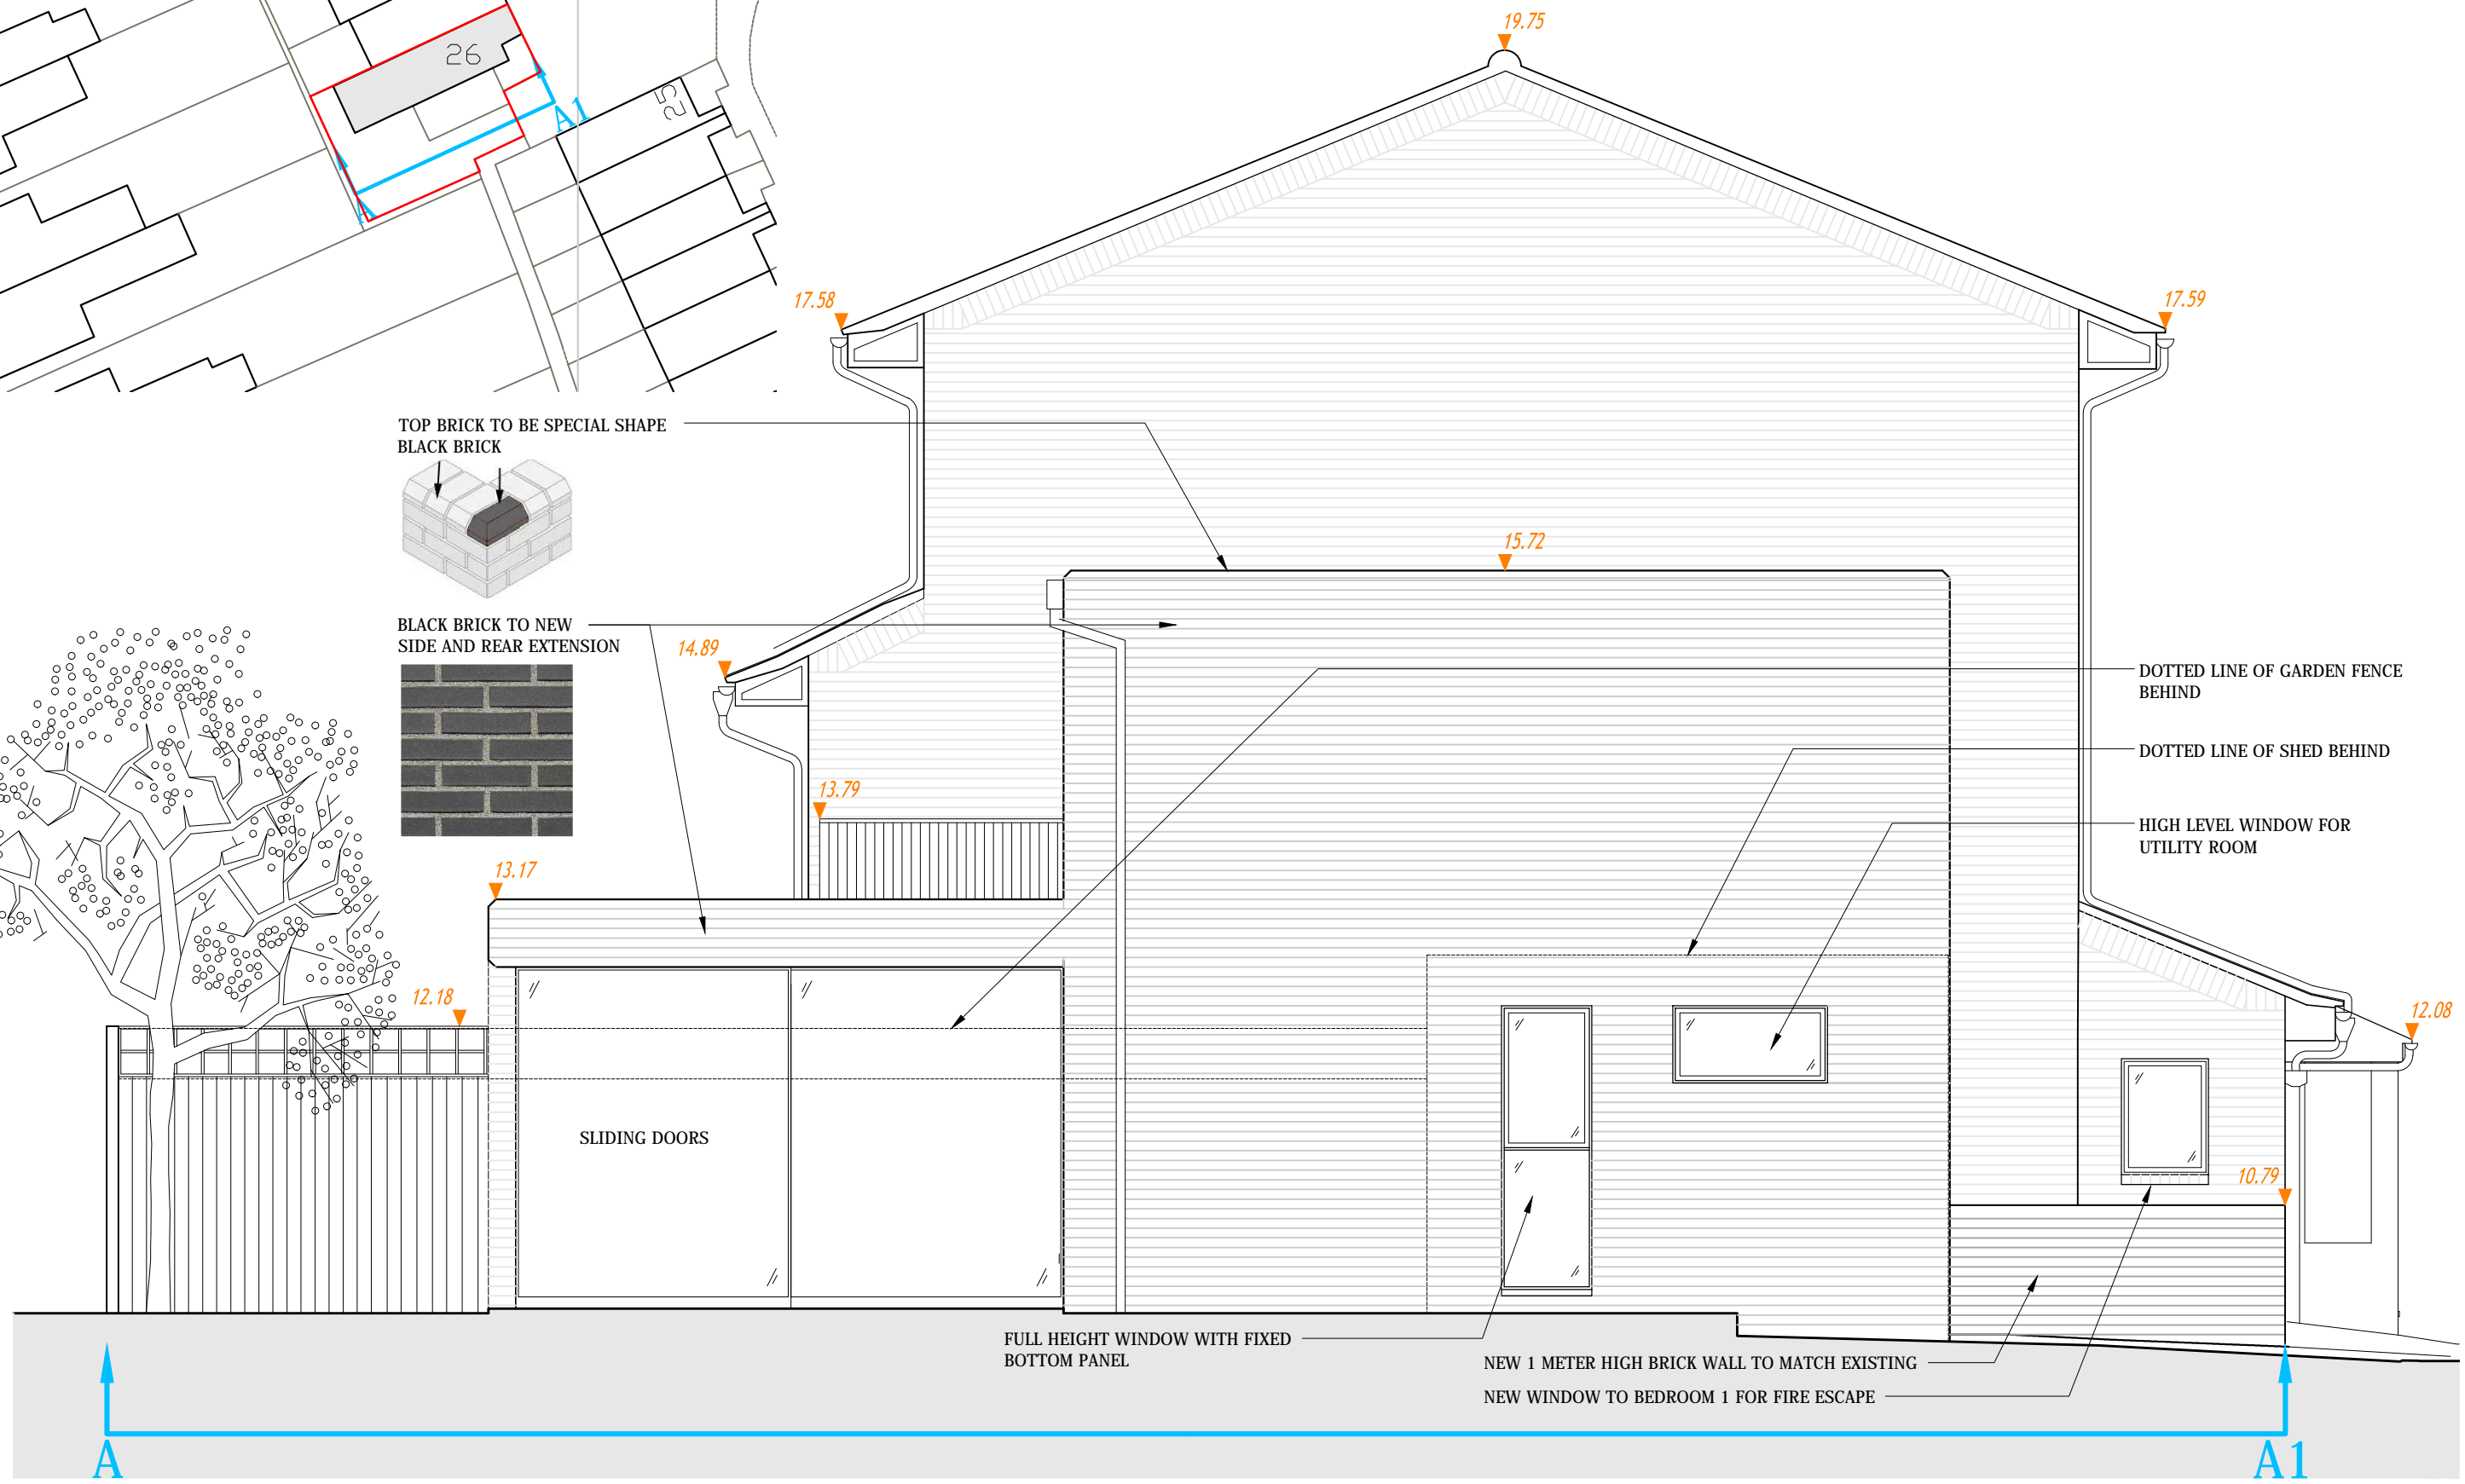 26
52
A1
A
19.75
17.58
17.59
TOP BRICK TO BE SPECIAL SHAPE
BLACK BRICK
15.72
BLACK BRICK TO NEW
SIDE AND REAR EXTENSION
14.89
DOTTED LINE OF GARDEN FENCE
BEHIND
DOTTED LINE OF SHED BEHIND
13.79
HIGH LEVEL WINDOW FOR
UTILITY ROOM
13.17
12.18
12.08
SLIDING DOORS
10.79
FULL HEIGHT WINDOW WITH FIXED
BOTTOM PANEL
NEW 1 METER HIGH BRICK WALL TO MATCH EXISTING
NEW WINDOW TO BEDROOM 1 FOR FIRE ESCAPE
A
A1